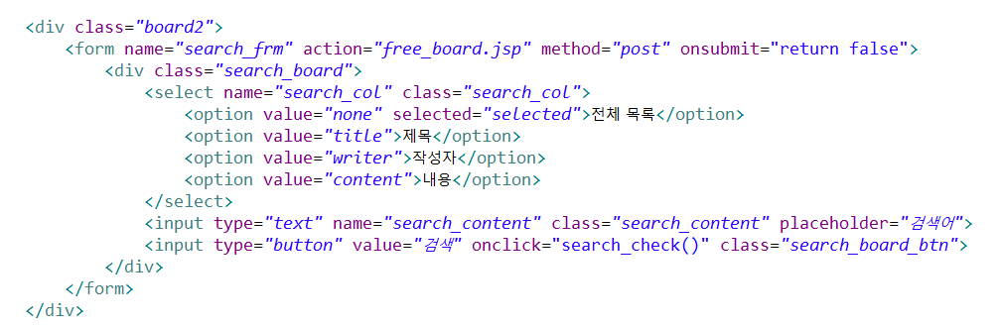 <div class="board2">
    <form name="search_frm" action="free_board.jsp" method="post" onsubmit="return false">
        <div class="search_board">
            <select name="search_col" class="search_col">
                <option value="none" selected="selected">전체 목록</option>
                <option value="title">제목</option>
                <option value="writer">작성자</option>
                <option value="content">내용</option>
            </select>
            <input type="text" name="search_content" class="search_content" placeholder="검색어">
            <input type="button" value="검색" onclick="search_check()" class="search_board_btn">
        </div>
    </form>
</div>